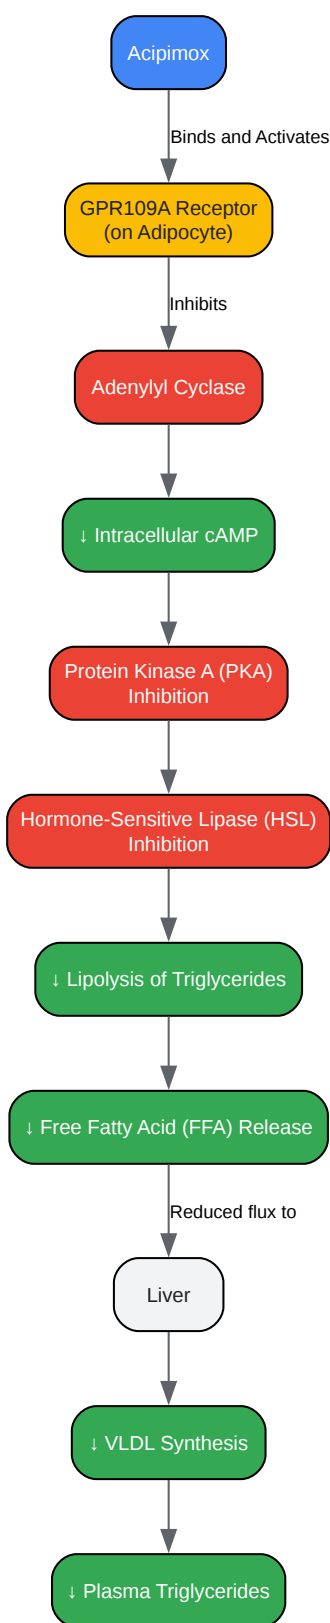 Acipimox
Binds and Activates
GPR109A Receptor
(on Adipocyte)
Inhibits
Adenylyl Cyclase
↓ Intracellular cAMP
Protein Kinase A (PKA)
Inhibition
Hormone-Sensitive Lipase (HSL)
Inhibition
↓ Lipolysis of Triglycerides
↓ Free Fatty Acid (FFA) Release
Reduced flux to
Liver
↓ VLDL Synthesis
↓ Plasma Triglycerides